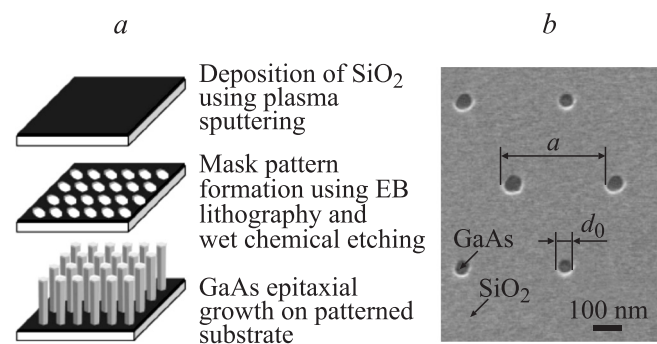 a
Deposition of SiO₂
using plasma
sputtering
Mask pattern
formation using EB
lithography and
wet chemical etching
GaAs epitaxial
growth on patterned
substrate
b
a
d₀
GaAs
SiO₂
100 nm